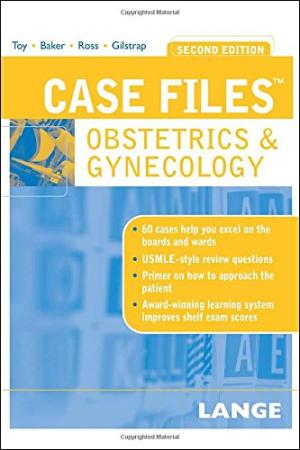 Toy • Baker • Ross • Gilstrap
SECOND EDITION
CASE FILES™
OBSTETRICS &
GYNECOLOGY
• 60 cases help you excel on the
boards and wards
• USMLE-style review questions
• Primer on how to approach the
patient
• Award-winning learning system
improves shelf exam scores
LANGE
Copyrighted Material